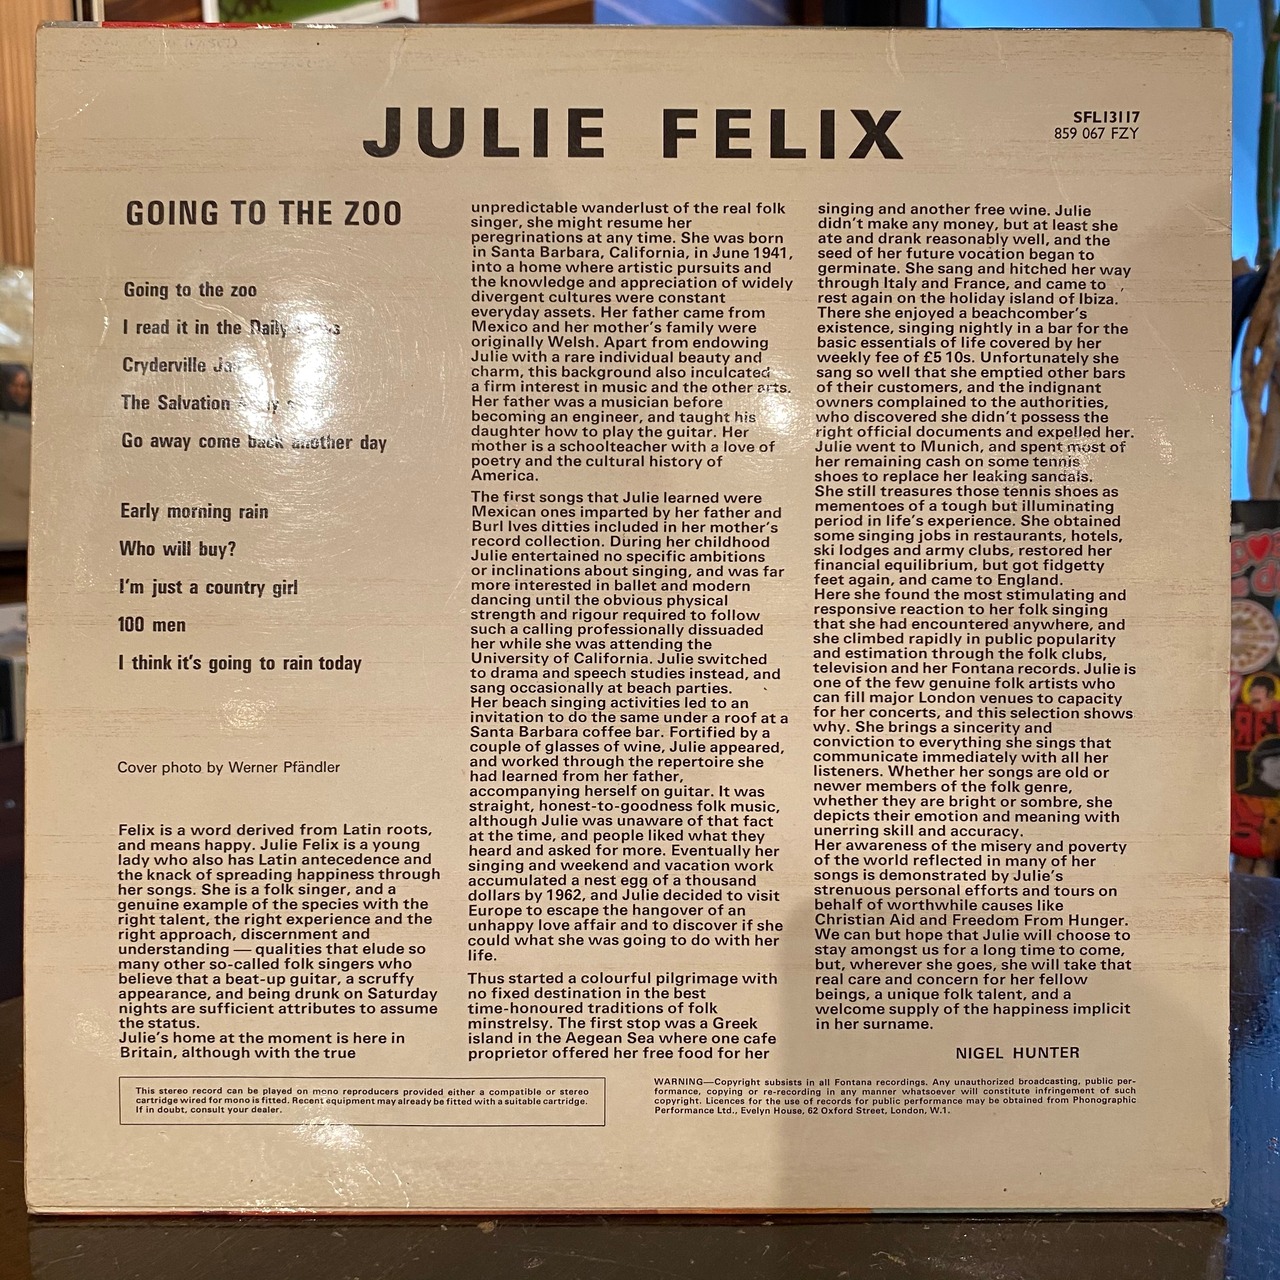 JULIE FELIX
SFL13117
859 067 FZY
GOING TO THE ZOO
Going to the zoo
I read it in the Daily
Cryderville
The Salvation
Go away come back another day
Early morning rain
Who will buy?
I'm just a country girl
100 men
I think it's going to rain today
Cover photo by Werner Pfändler
Felix is a word derived from Latin roots,
and means happy. Julie Felix is a young
lady who also has Latin antecedence and
the knack of spreading happiness through
her songs. She is a folk singer, and a
genuine example of the species with the
right talent, the right experience and the
right approach, discernment and
understanding — qualities that elude so
many other so-called folk singers who
believe that a beat-up guitar, a scruffy
appearance, and being drunk on Saturday
nights are sufficient attributes to assume
the status.
Julie's home at the moment is here in
Britain, although with the true
unpredictable wanderlust of the real folk
singer, she might resume her
peregrinations at any time. She was born
in Santa Barbara, California, in June 1941,
into a home where artistic pursuits and
the knowledge and appreciation of widely
divergent cultures were constant
everyday assets. Her father came from
Mexico and her mother's family were
originally Welsh. Apart from endowing
Julie with a rare individual beauty and
charm, this background also inculcated
a firm interest in music and the other arts.
Her father was a musician before
becoming an engineer, and taught his
daughter how to play the guitar. Her
mother is a schoolteacher with a love of
poetry and the cultural history of
America.
The first songs that Julie learned were
Mexican ones imparted by her father and
Burl Ives ditties included in her mother's
record collection. During her childhood
Julie entertained no specific ambitions
or inclinations about singing, and was far
more interested in ballet and modern
dancing until the obvious physical
strength and rigour required to follow
such a calling professionally dissuaded
her while she was attending the
University of California. Julie switched
to drama and speech studies instead, and
sang occasionally at beach parties.
Her beach singing activities led to an
invitation to do the same under a roof at a
Santa Barbara coffee bar. Fortified by a
couple of glasses of wine, Julie appeared,
and worked through the repertoire she
had learned from her father,
accompanying herself on guitar. It was
straight, honest-to-goodness folk music,
although Julie was unaware of that fact
at the time, and people liked what they
heard and asked for more. Eventually her
singing and weekend and vacation work
accumulated a nest egg of a thousand
dollars by 1962, and Julie decided to visit
Europe to escape the hangover of an
unhappy love affair and to discover if she
could what she was going to do with her
life.
Thus started a colourful pilgrimage with
no fixed destination in the best
time-honoured traditions of folk
minstrelsy. The first stop was a Greek
island in the Aegean Sea where one cafe
proprietor offered her free food for her
singing and another free wine. Julie
didn't make any money, but at least she
ate and drank reasonably well, and the
seed of her future vocation began to
germinate. She sang and hitched her way
through Italy and France, and came to
rest again on the holiday island of Ibiza.
There she enjoyed a beachcomber's
existence, singing nightly in a bar for the
basic essentials of life covered by her
weekly fee of £5 10s. Unfortunately she
sang so well that she emptied other bars
of their customers, and the indignant
owners complained to the authorities,
who discovered she didn't possess the
right official documents and expelled her.
Julie went to Munich, and spent most of
her remaining cash on some tennis
shoes to replace her leaking sandals.
She still treasures those tennis shoes as
mementoes of a tough but illuminating
period in life's experience. She obtained
some singing jobs in restaurants, hotels,
ski lodges and army clubs, restored her
financial equilibrium, but got fidgetty
feet again, and came to England.
Here she found the most stimulating and
responsive reaction to her folk singing
that she had encountered anywhere, and
she climbed rapidly in public popularity
and estimation through the folk clubs,
television and her Fontana records. Julie is
one of the few genuine folk artists who
can fill major London venues to capacity
for her concerts, and this selection shows
why. She brings a sincerity and
conviction to everything she sings that
communicate immediately with all her
listeners. Whether her songs are old or
newer members of the folk genre,
whether they are bright or sombre, she
depicts their emotion and meaning with
unerring skill and accuracy.
Her awareness of the misery and poverty
of the world reflected in many of her
songs is demonstrated by Julie's
strenuous personal efforts and tours on
behalf of worthwhile causes like
Christian Aid and Freedom From Hunger.
We can but hope that Julie will choose to
stay amongst us for a long time to come,
but, wherever she goes, she will take that
real care and concern for her fellow
beings, a unique folk talent, and a
welcome supply of the happiness implicit
in her surname.
NIGEL HUNTER
This stereo record can be played on mono reproducers provided either a compatible or stereo
cartridge wired for mono is fitted. Recent equipment may already be fitted with a suitable cartridge.
If in doubt, consult your dealer.
WARNING—Copyright subsists in all Fontana recordings. Any unauthorized broadcasting, public per-
formance, copying or re-recording in any manner whatsoever will constitute infringement of such
copyright. Licences for the use of records for public performance may be obtained from Phonographic
Performance Ltd., Evelyn House, 62 Oxford Street, London, W.1.